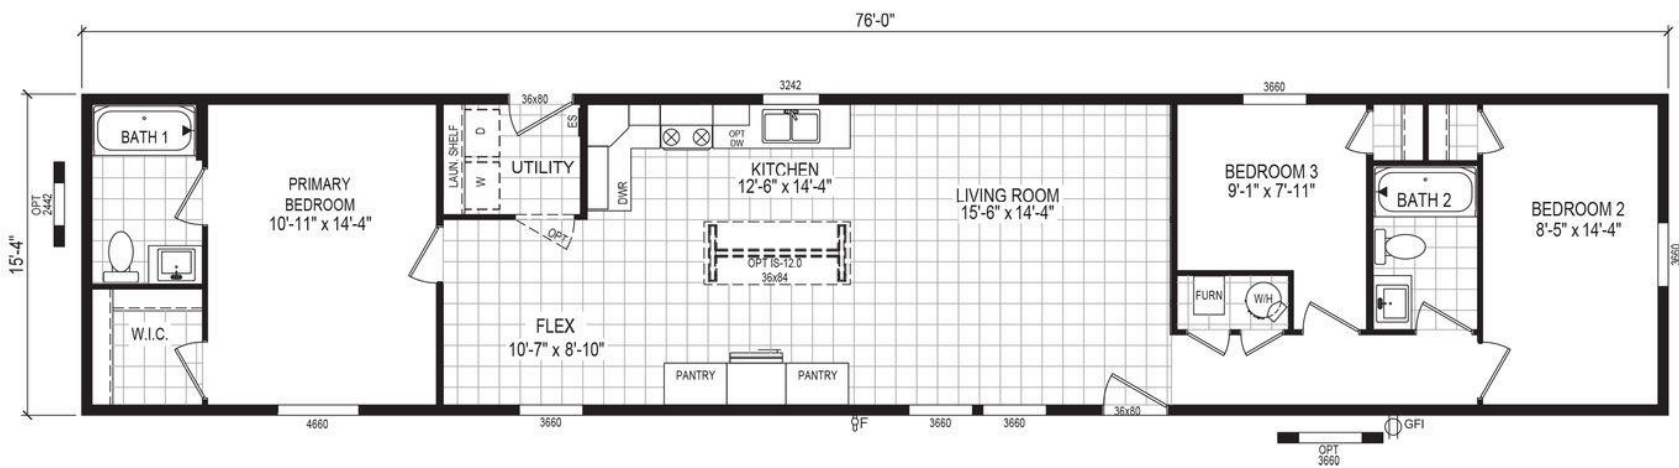 76'-0"
15'-4"
OPT
2442
BATH 1
W.I.C.
PRIMARY
BEDROOM
10'-11" x 14'-4"
4660
36x80
LAUN. SHELF
D
W
ES
UTILITY
OPT
FLEX
10'-7" x 8'-10"
3660
3242
OPT
DW
DWR
KITCHEN
12'-6" x 14'-4"
OPT IS-12.0
36x84
PANTRY
PANTRY
F
LIVING ROOM
15'-6" x 14'-4"
3660
3660
36x80
3660
BEDROOM 3
9'-1" x 7'-11"
FURN
W/H
BATH 2
BEDROOM 2
8'-5" x 14'-4"
3660
GFI
OPT
3660